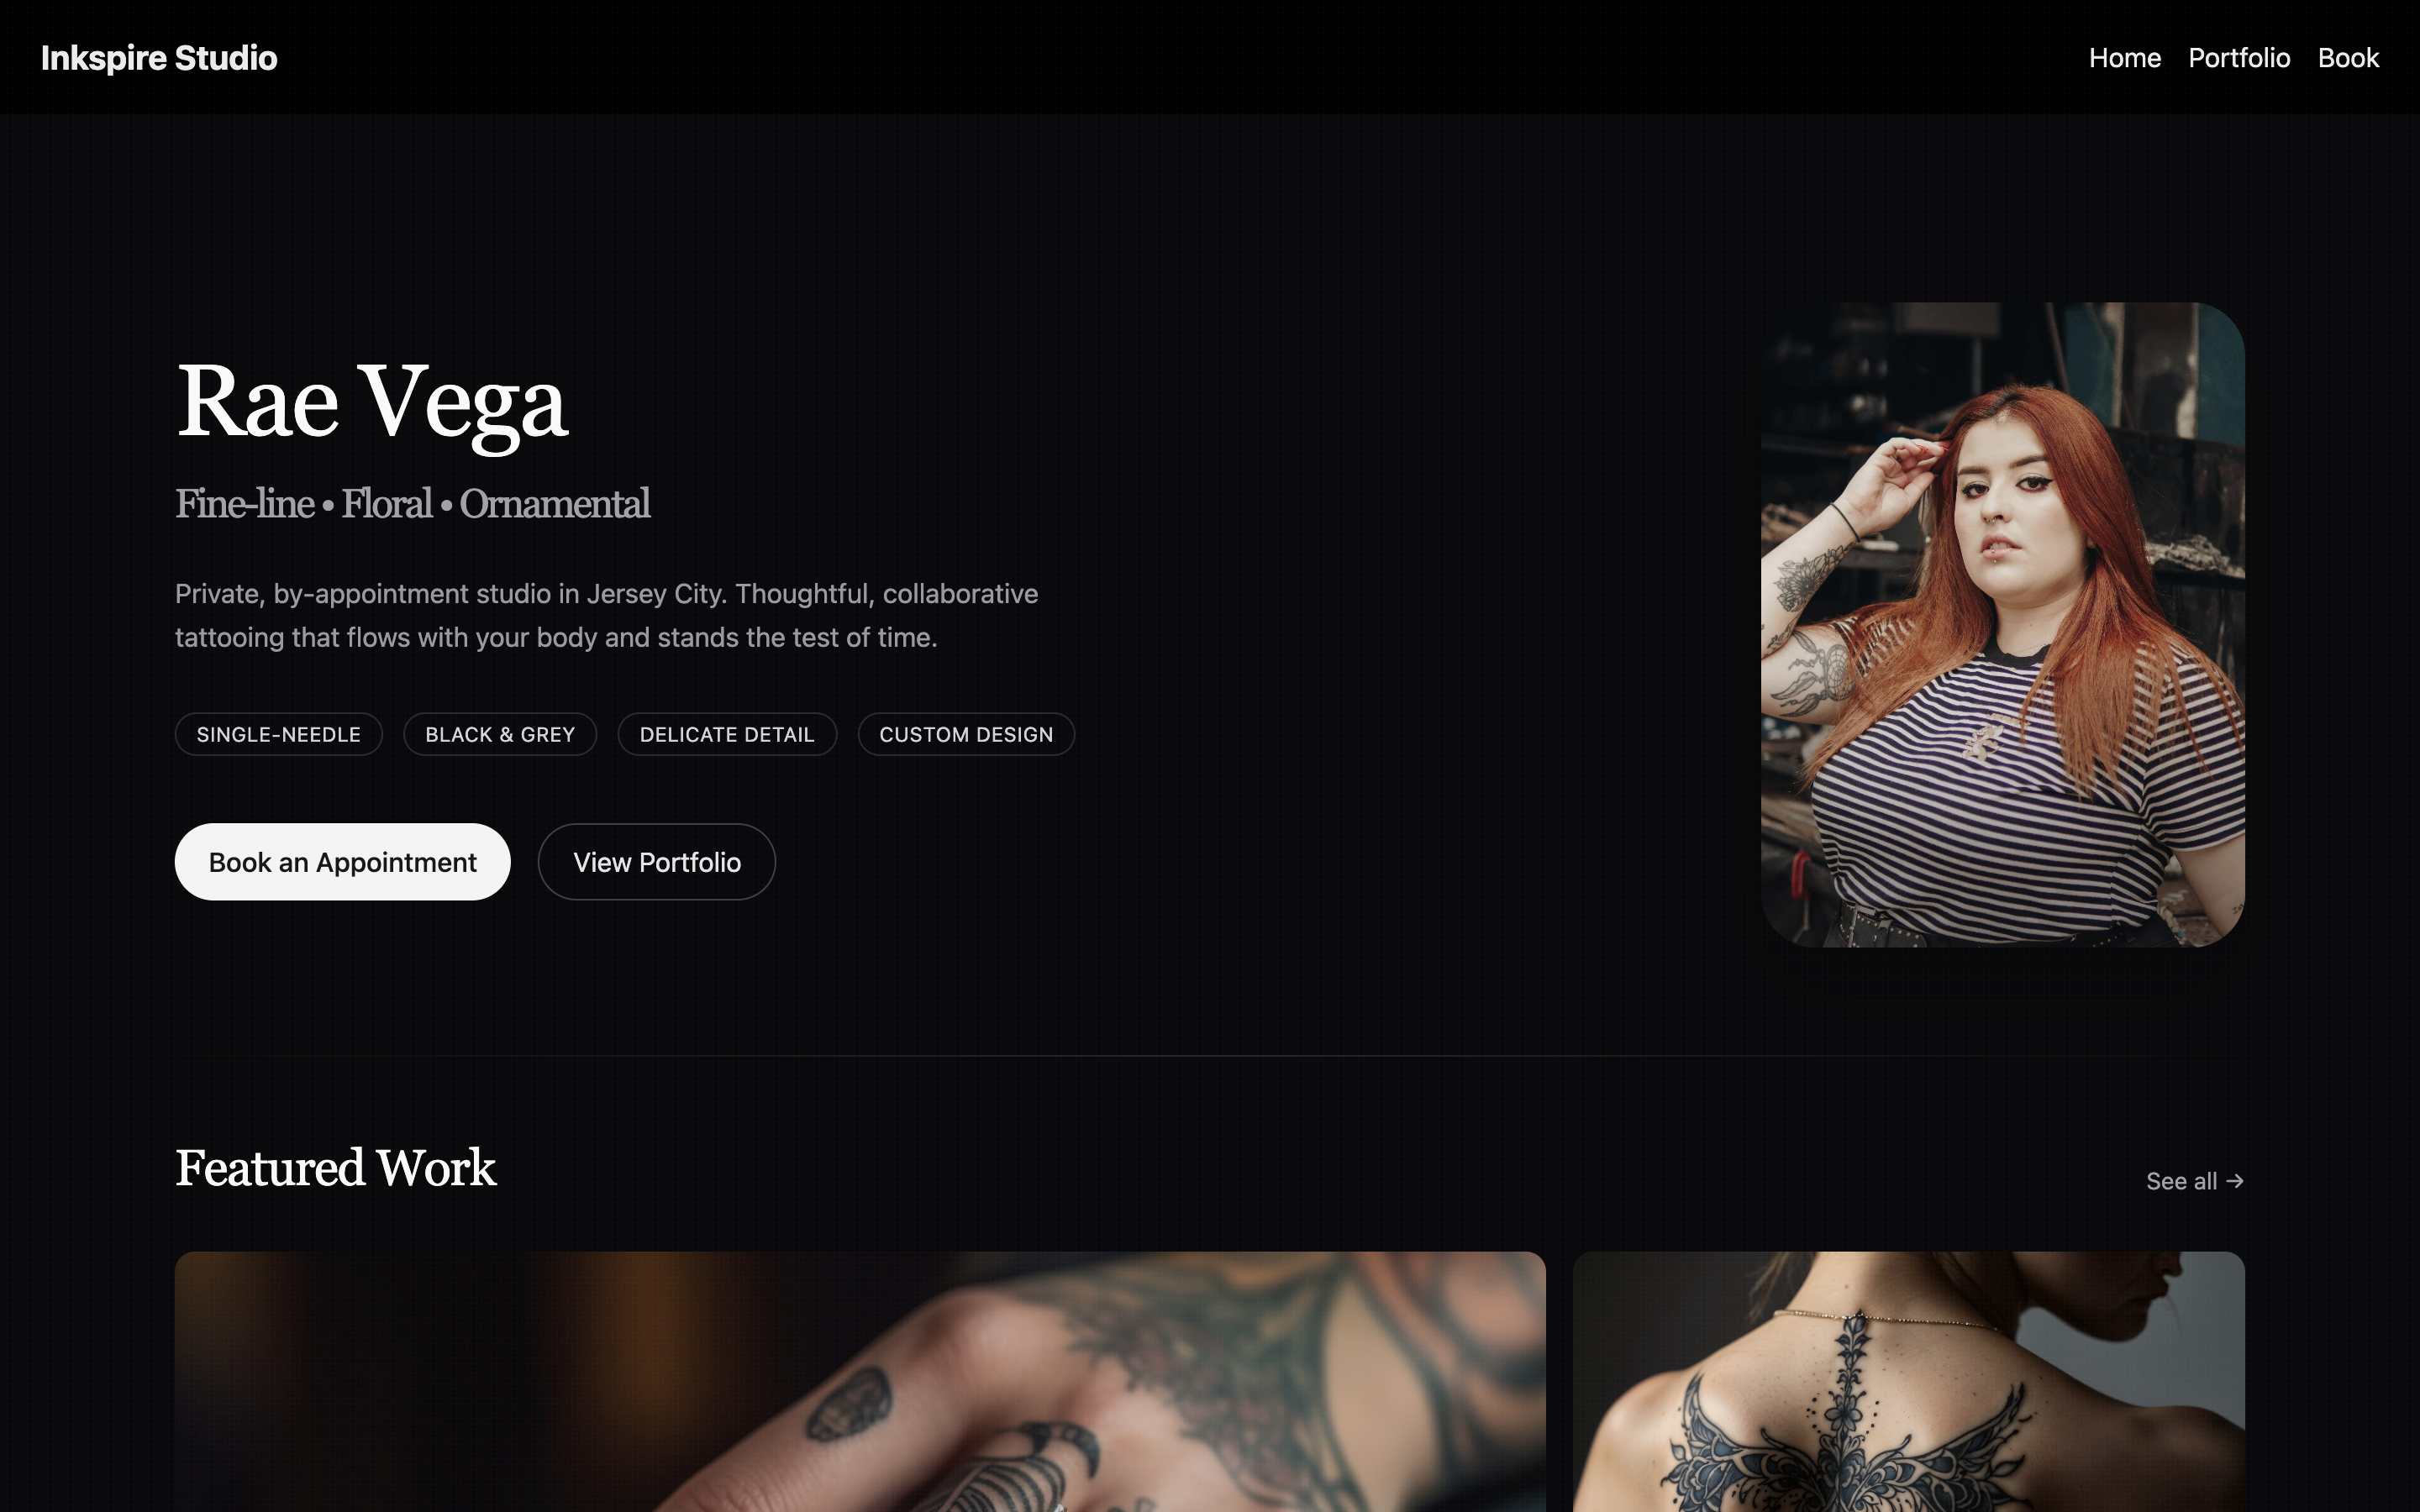 Inkspire Studio
Home Portfolio Book
Rae Vega
Fine-line • Floral • Ornamental
Private, by-appointment studio in Jersey City. Thoughtful, collaborative
tattooing that flows with your body and stands the test of time.
SINGLE-NEEDLE BLACK & GREY DELICATE DETAIL CUSTOM DESIGN
Book an Appointment View Portfolio
Featured Work
See all →